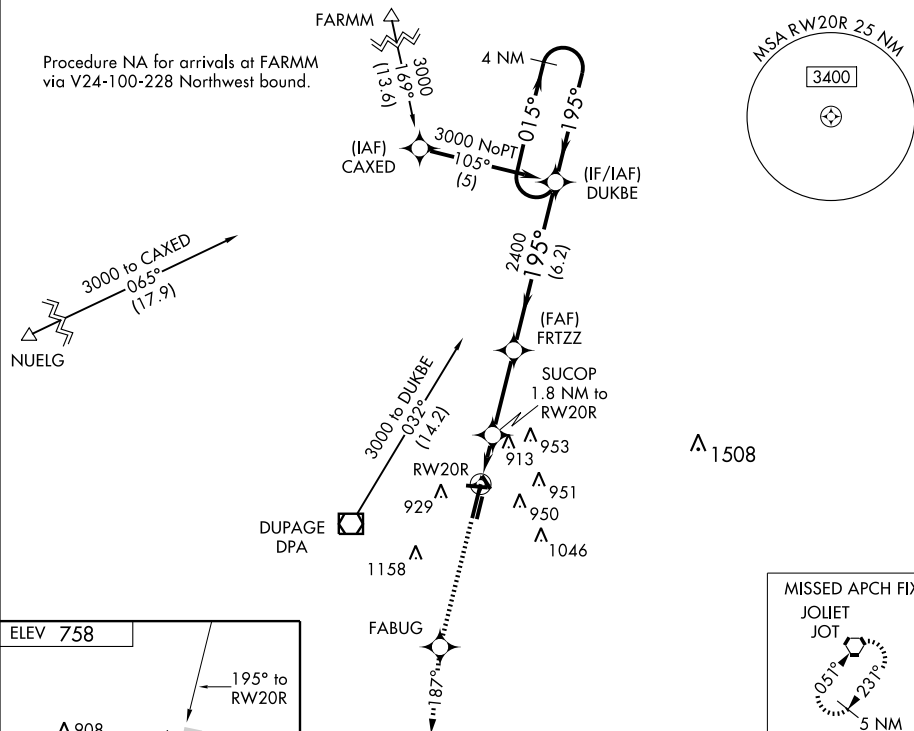 FARMM
Procedure NA for arrivals at FARMM
via V24-100-228 Northwest bound.
3000
169°
(13.6)
4 NM
015°
195°
MSA RW20R 25 NM
3400
(IAF)
CAXED
3000 NoPT
105°
(5)
(IF/IAF)
DUKBE
3000 to CAXED
065°
(17.9)
NUELG
2400
195°
(6.2)
(FAF)
FRTZZ
3000 to DUKBE
032°
(14.2)
SUCOP
1.8 NM to
RW20R
953
913
1508
RW20R
951
929
950
DUPAGE
DPA
1046
1158
FABUG
187°
MISSED APCH FIX
JOLIET
JOT
051°
231°
5 NM
ELEV 758
195° to
RW20R
908